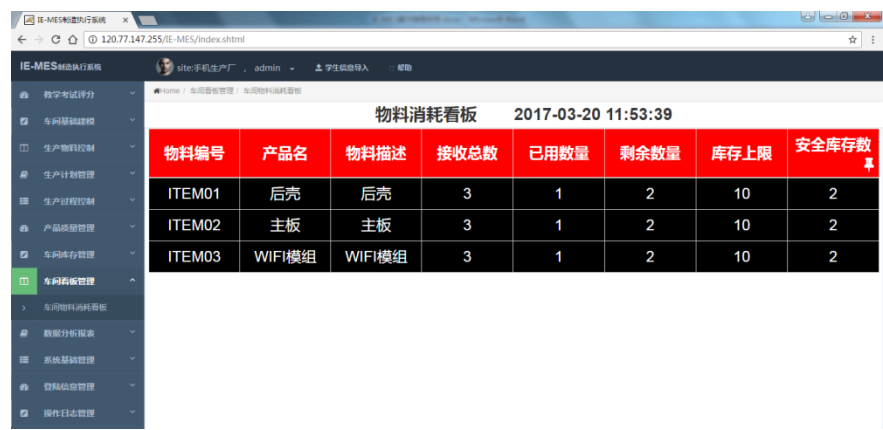 IE-MES制造执行系统
120.77.147.255/IE-MES/index.shtml
IE-MES制造执行系统
site:手机生产厂 , admin
学生信息导入
帮助
Home / 车间看板管理 / 车间物料消耗看板
教学考试评分
车间基础建模
生产物料控制
生产计划管理
生产过程控制
产品质量管理
车间库存管理
车间看板管理
车间物料消耗看板
数据分析报表
系统基础管理
登陆信息管理
操作日志管理
物料消耗看板 2017-03-20 11:53:39
物料编号 产品名 物料描述 接收总数 已用数量 剩余数量 库存上限 安全库存数
ITEM01 后壳 后壳 3 1 2 10 2
ITEM02 主板 主板 3 1 2 10 2
ITEM03 WIFI模组 WIFI模组 3 1 2 10 2